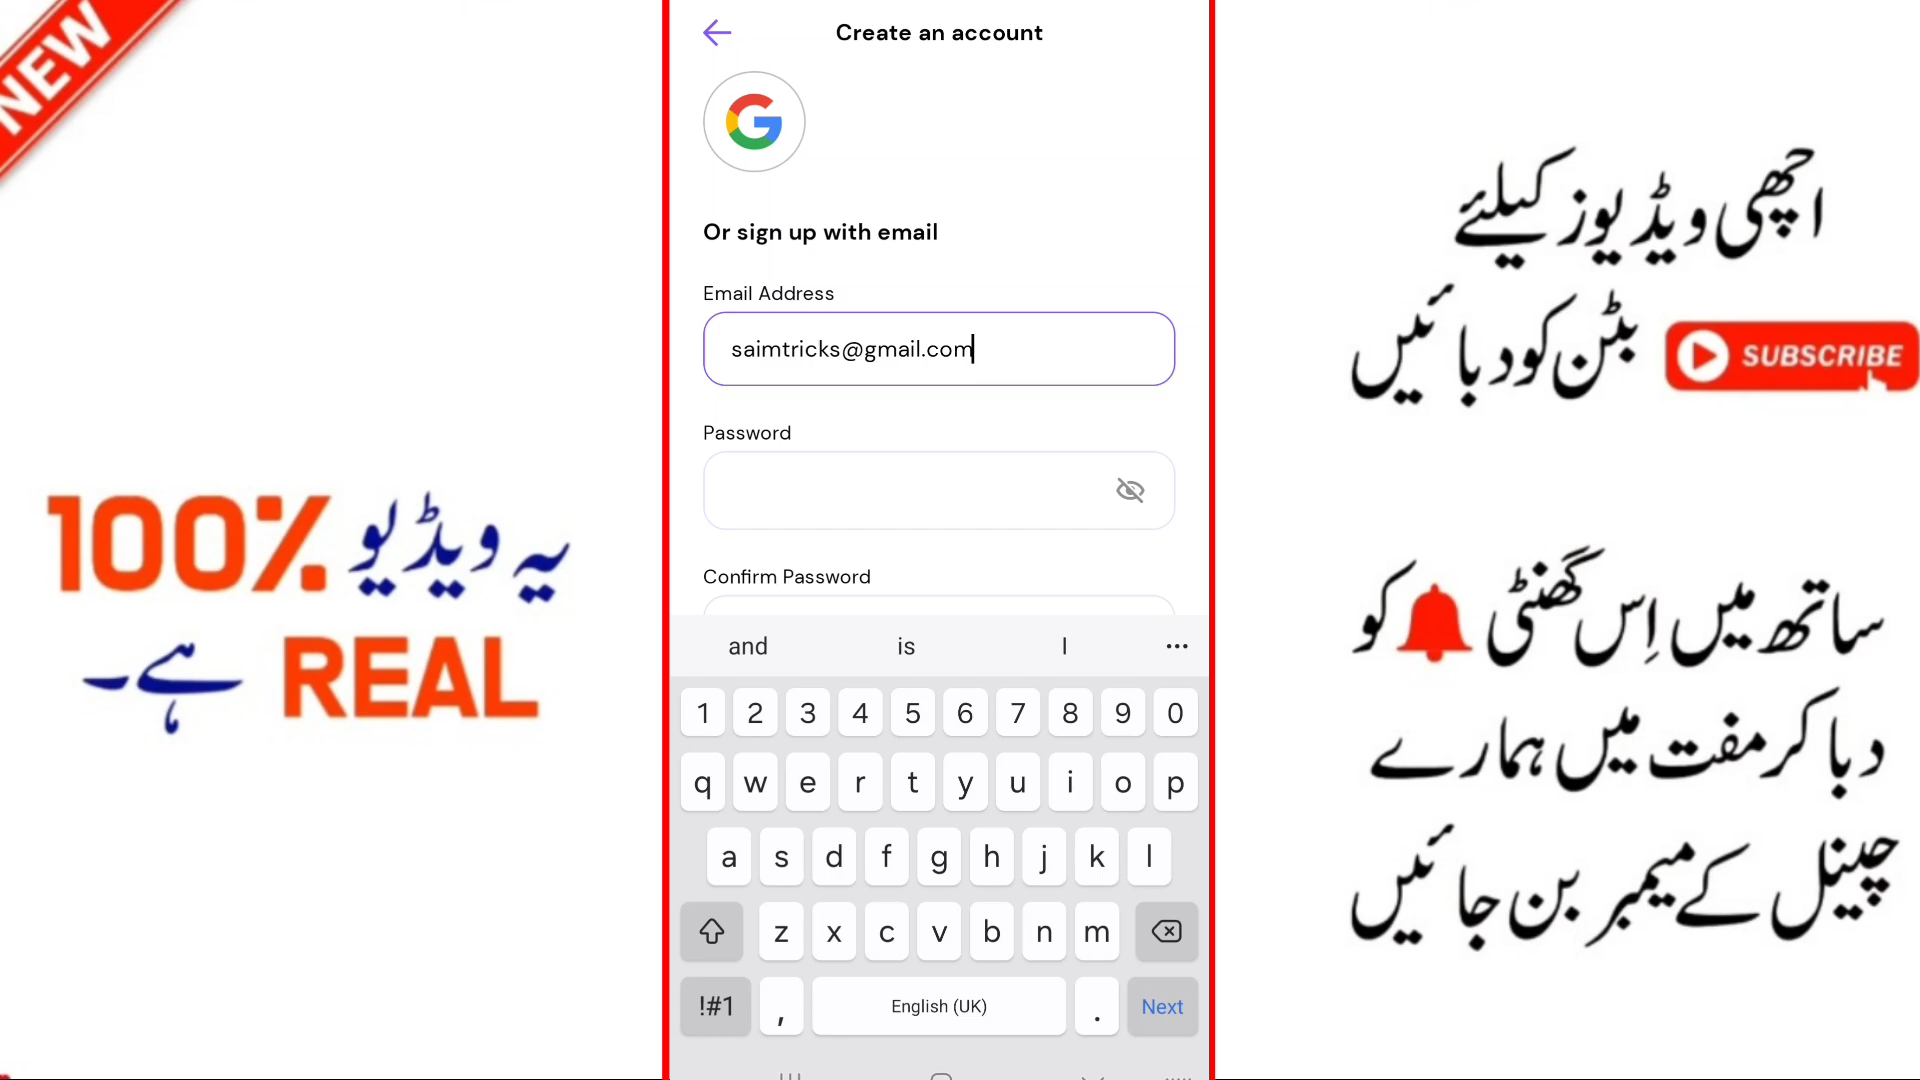 NEW
یہ ویڈیو 100%
REAL ہے۔
Create an account
Or sign up with email
Email Address
saimtricks@gmail.com
Password
Confirm Password
and is I
1 2 3 4 5 6 7 8 9 0
q w e r t y u i o p
a s d f g h j k l
z x c v b n m
!#1 , English (UK) . Next
اچھی ویڈیوز کیلئے
بٹن کو دبائیں
SUBSCRIBE
ساتھ میں اِس گھنٹی کو
دبا کر مفت میں ہمارے
چینل کے میمبر بن جائیں